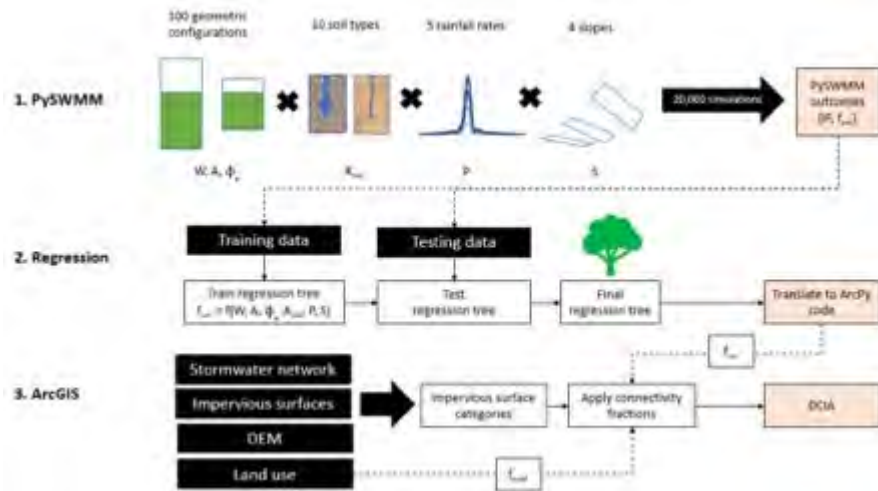 100 geometric
configurations
10 soil types
5 rainfall rates
4 slopes
1. PySWMM
20,000 simulations
PySWMM
outcomes
W, A, ϕ
P
S
Training data
Testing data
2. Regression
Train regression tree
Test
regression tree
Final
regression tree
Translate to ArcPy
code
Stormwater network
3. ArcGIS
Impervious surfaces
Impervious surface
categories
Apply connectivity
fractions
DCIA
DEM
Land use